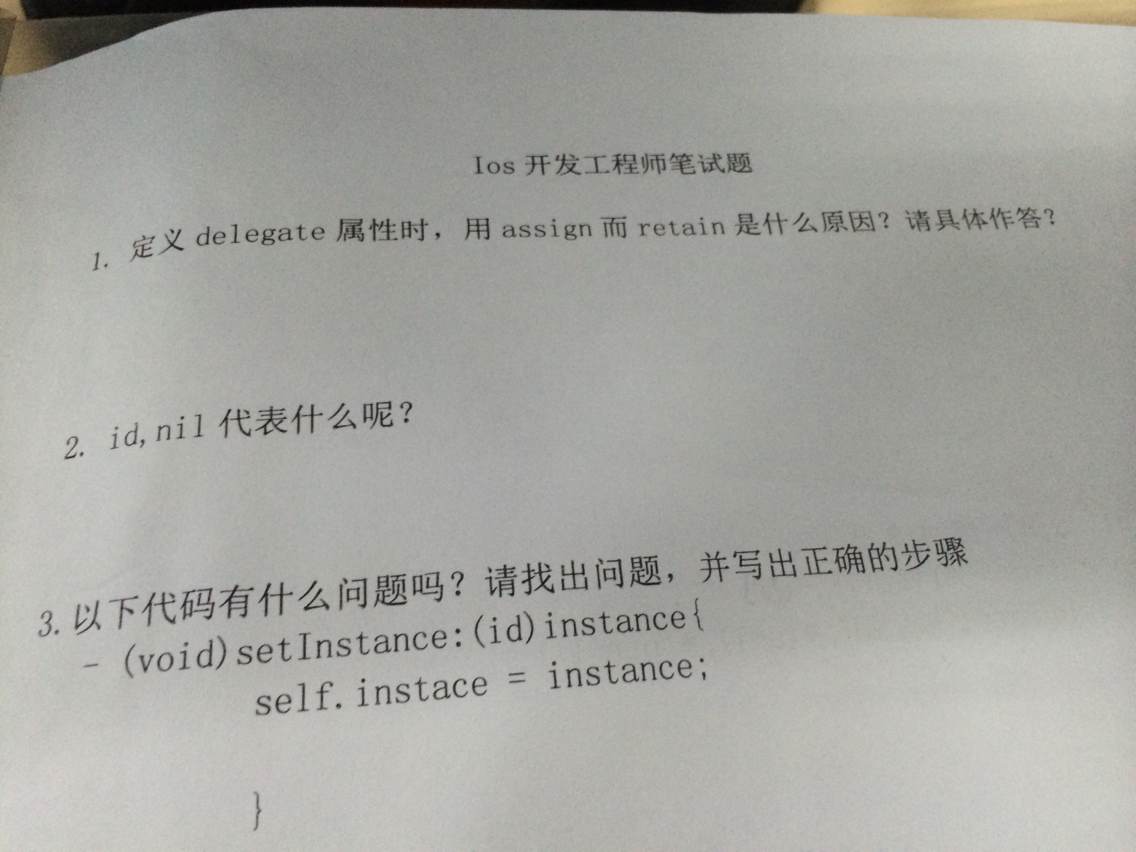 Ios 开发工程师笔试题
1. 定义 delegate 属性时，用 assign 而 retain 是什么原因？请具体作答？
2. id,nil 代表什么呢？
3.以下代码有什么问题吗？请找出问题，并写出正确的步骤
- (void)setInstance:(id)instance{
self.instace = instance;
}